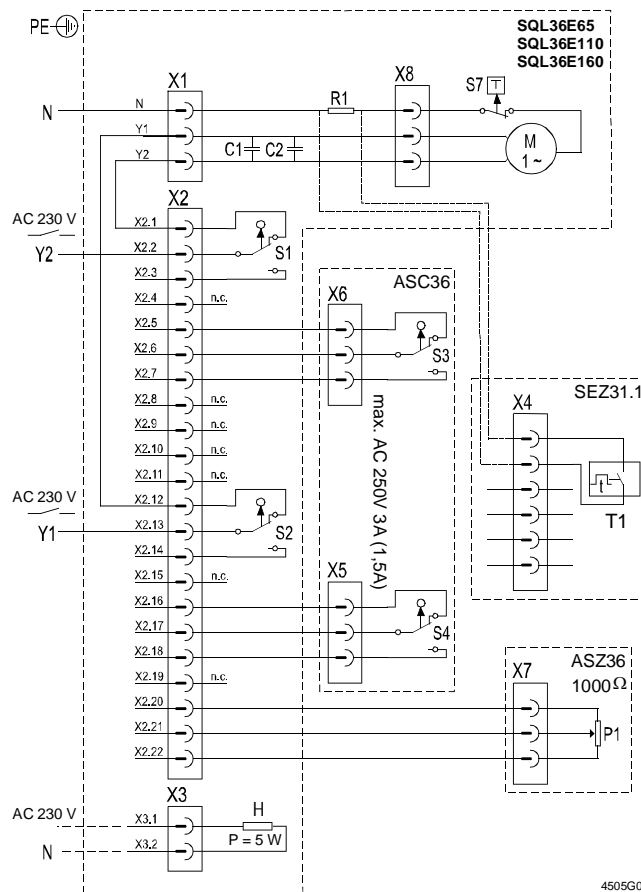 PE
SQL36E65
SQL36E110
SQL36E160
X1
X8
S7
T
N
N
R1
Y1
C1
C2
M
1 ~
Y2
X2
AC 230 V
X2.1
Y2
X2.2
S1
X2.3
X2.4
n.c.
X6
ASC36
X2.5
X2.6
S3
X2.7
X2.8
n.c.
X2.9
n.c.
X2.10
n.c.
X2.11
n.c.
max. AC 250V 3A (1,5A)
SEZ31.1
X4
t
T1
AC 230 V
X2.12
Y1
X2.13
S2
X2.14
X2.15
n.c.
X5
X2.16
X2.17
S4
X2.18
X2.19
n.c.
X7
ASZ36
1000 Ω
X2.20
X2.21
P1
X2.22
X3
AC 230 V
X3.1
H
P = 5 W
N
X3.2